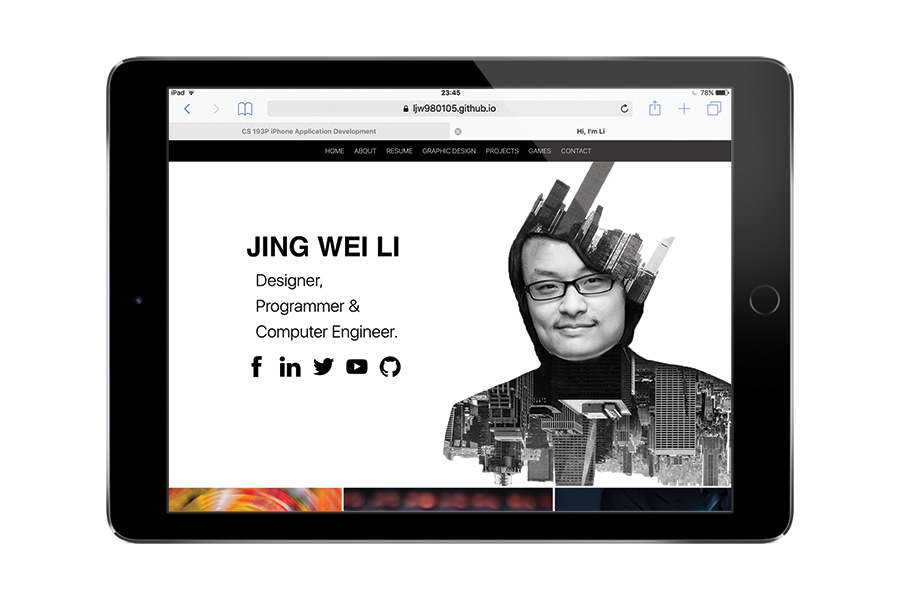 iPad 23:45 78%
ljw980105.github.io
CS 193P iPhone Application Development Hi, I'm Li
HOME ABOUT RESUME GRAPHIC DESIGN PROJECTS GAMES CONTACT
JING WEI LI
Designer,
Programmer &
Computer Engineer.